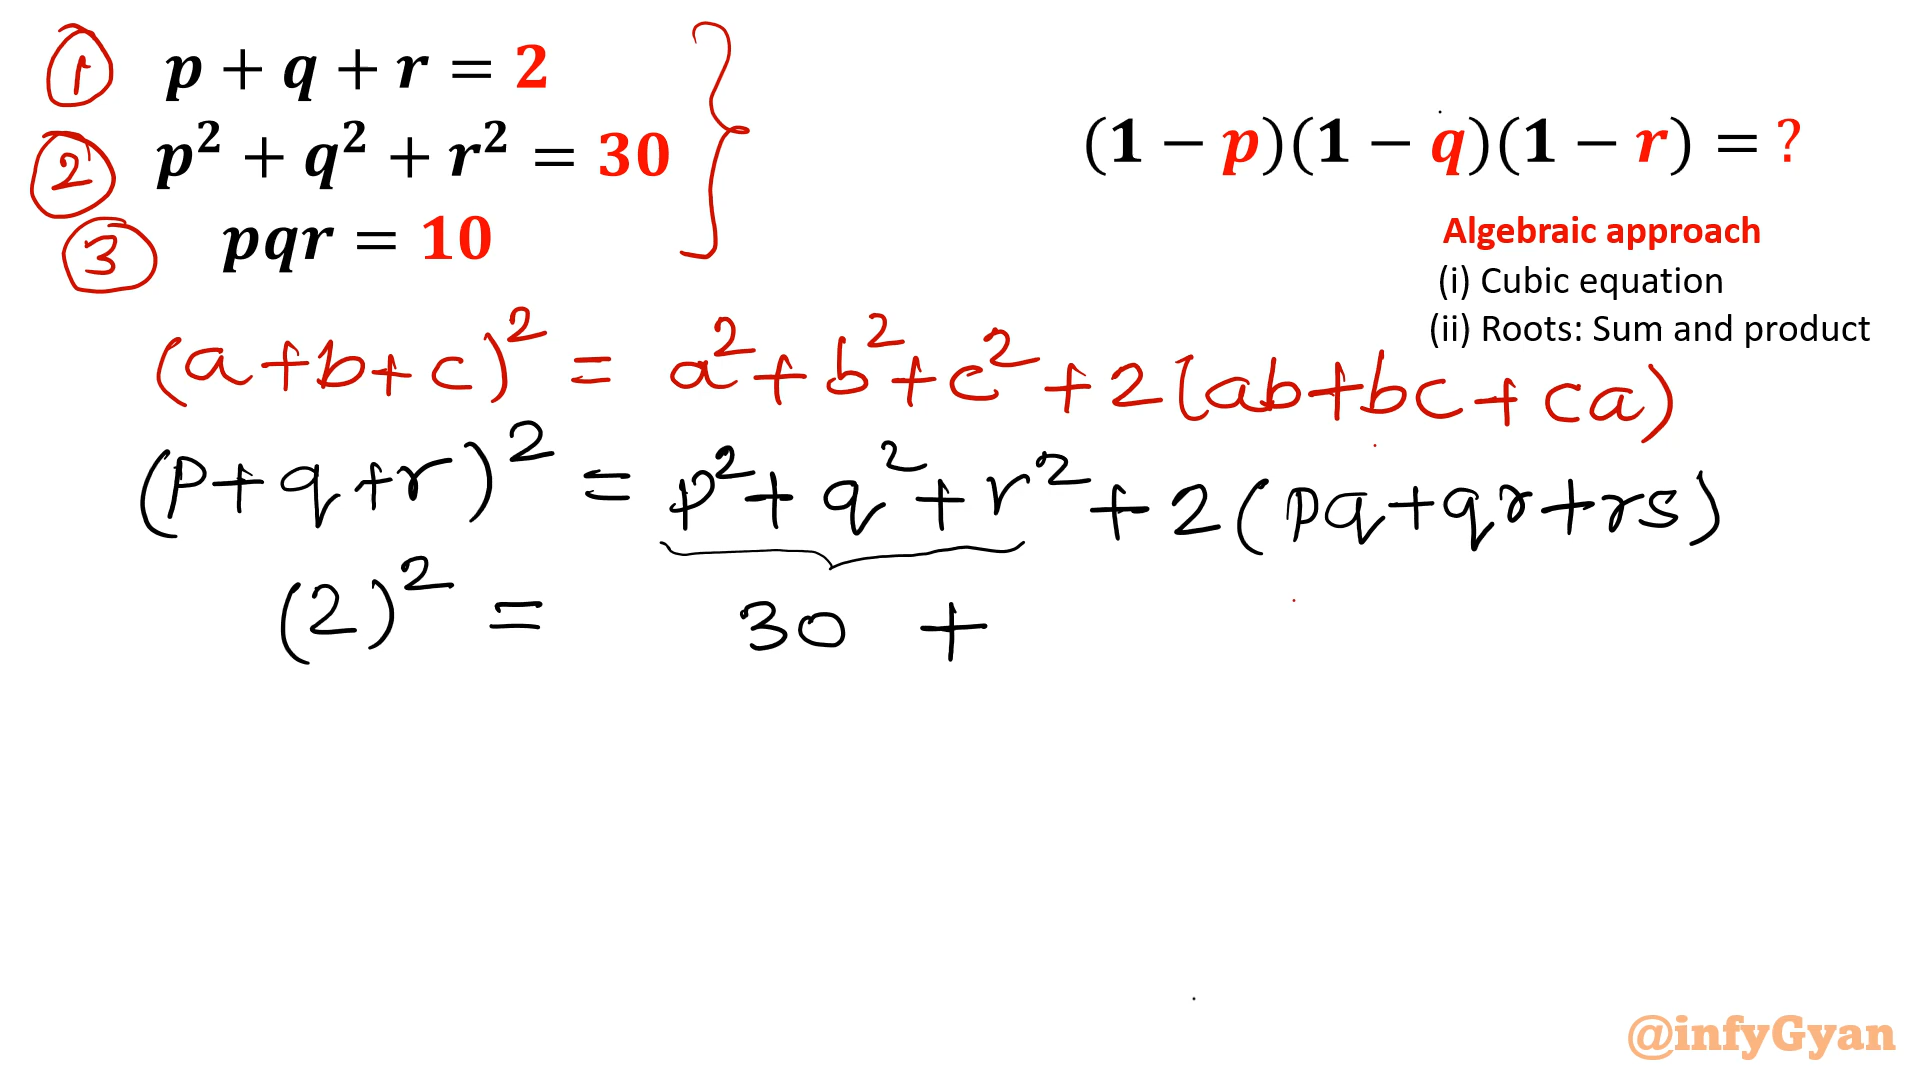 ① p + q + r = 2
② p² + q² + r² = 30
③ pqr = 10
(1 − p)(1 − q)(1 − r) = ?
Algebraic approach
(i) Cubic equation
(ii) Roots: Sum and product
(a+b+c)² = a²+b²+c²+2(ab+bc+ca)
(p+q+r)² = p²+q²+r²+2(pq+qr+rs)
(2)² = 30 +
@infyGyan